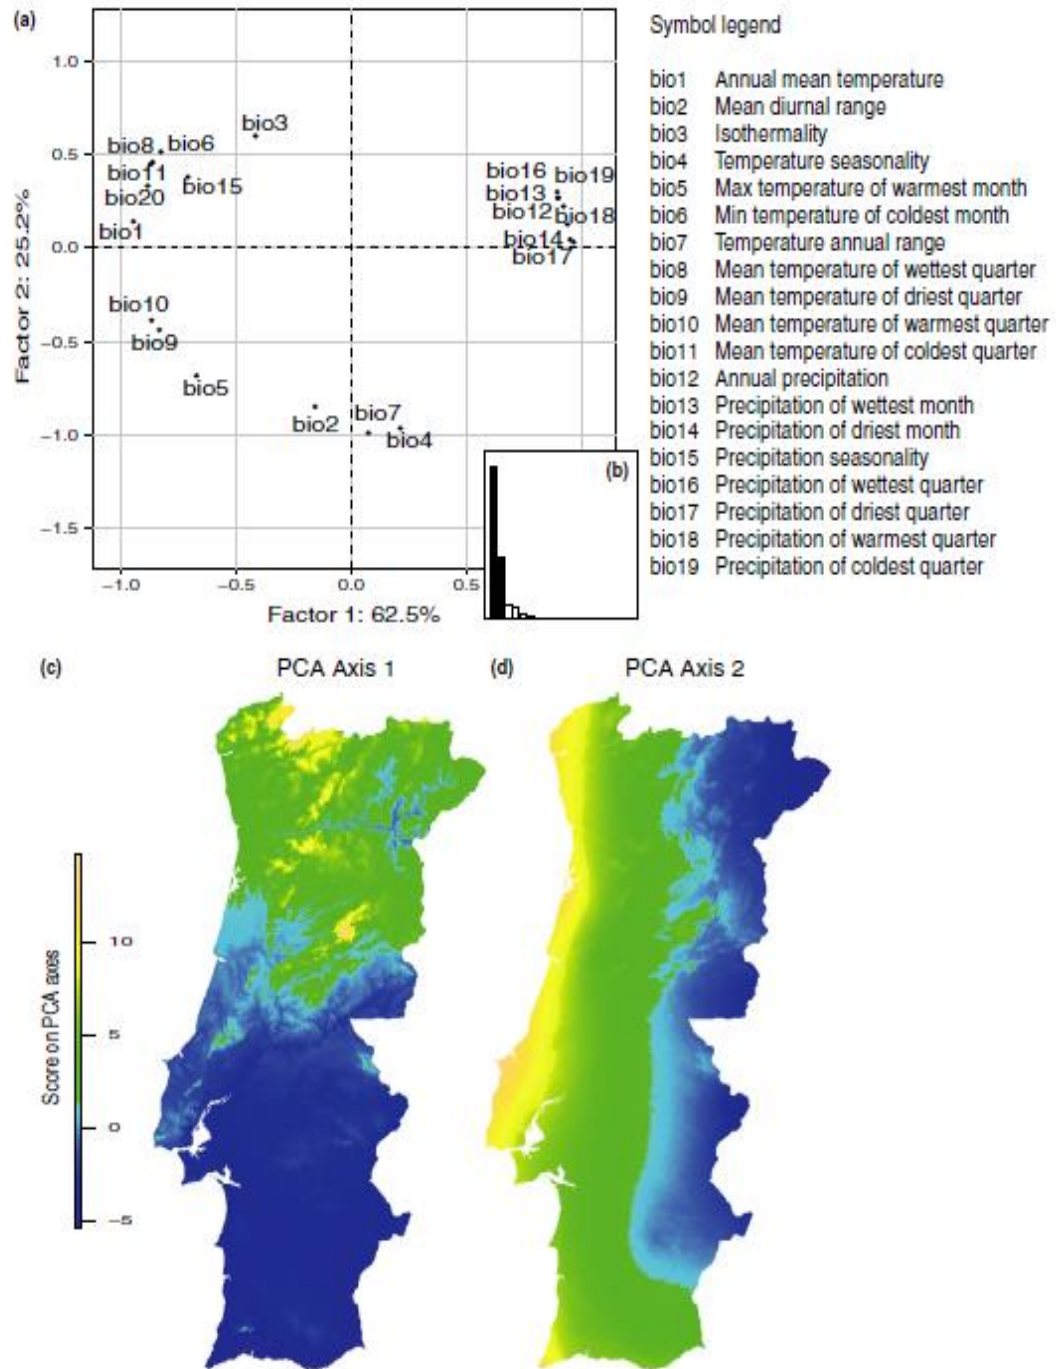 (a)
1.0
0.5
0.0
−0.5
−1.0
−1.5
Factor 2: 25.2%
bio3
bio8 bio6
bio11
bio15
bio20
bio1
bio16 bio19
bio13
bio12 bio18
bio14
bio17
bio10
bio9
bio5
bio2
bio7
bio4
−1.0 −0.5 0.0 0.5
Factor 1: 62.5%
(b)
Symbol legend
bio1 Annual mean temperature
bio2 Mean diurnal range
bio3 Isothermality
bio4 Temperature seasonality
bio5 Max temperature of warmest month
bio6 Min temperature of coldest month
bio7 Temperature annual range
bio8 Mean temperature of wettest quarter
bio9 Mean temperature of driest quarter
bio10 Mean temperature of warmest quarter
bio11 Mean temperature of coldest quarter
bio12 Annual precipitation
bio13 Precipitation of wettest month
bio14 Precipitation of driest month
bio15 Precipitation seasonality
bio16 Precipitation of wettest quarter
bio17 Precipitation of driest quarter
bio18 Precipitation of warmest quarter
bio19 Precipitation of coldest quarter
(c) PCA Axis 1
(d) PCA Axis 2
Score on PCA axes
10
5
0
−5